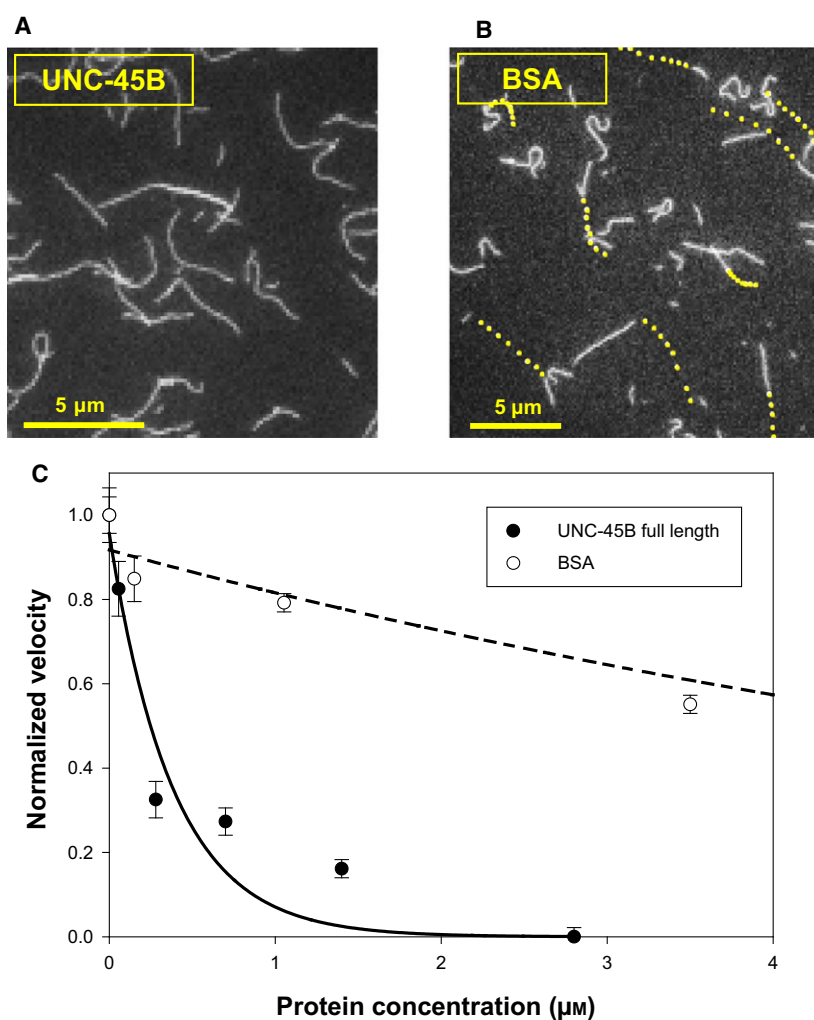 A
UNC-45B
5 µm
B
BSA
5 µm
C
1.0
0.8
0.6
0.4
0.2
0.0
Normalized velocity
UNC-45B full length
BSA
0 1 2 3 4
Protein concentration (µM)